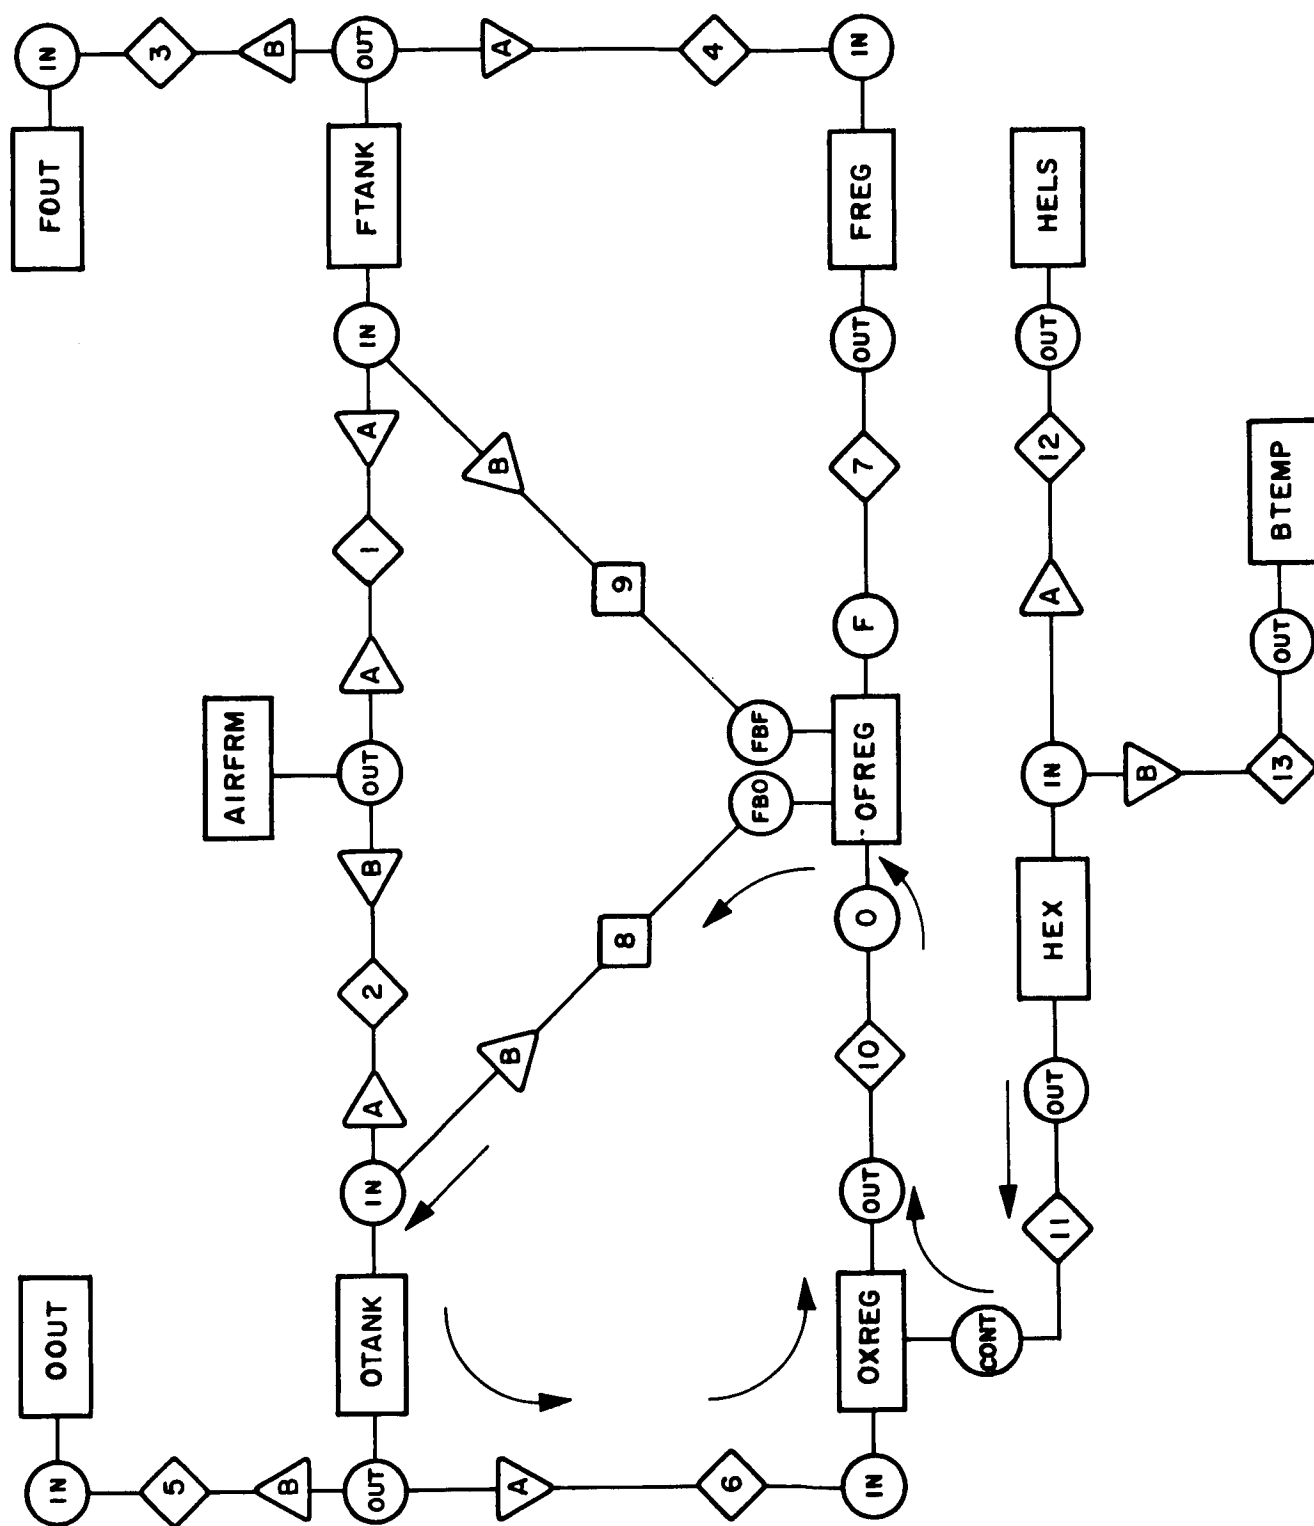 IN OOUT FOUT IN
5 3
AIRFRM
B B
OUT OTANK IN A 2 B OUT A 1 A IN FTANK OUT
A B B A
8 9
6 4
FBO FBF
IN OXREG OUT 10 O OFREG F 7 OUT FREG IN
CONT
11 OUT HEX IN A 12 OUT HELS
B
13 OUT BTEMP